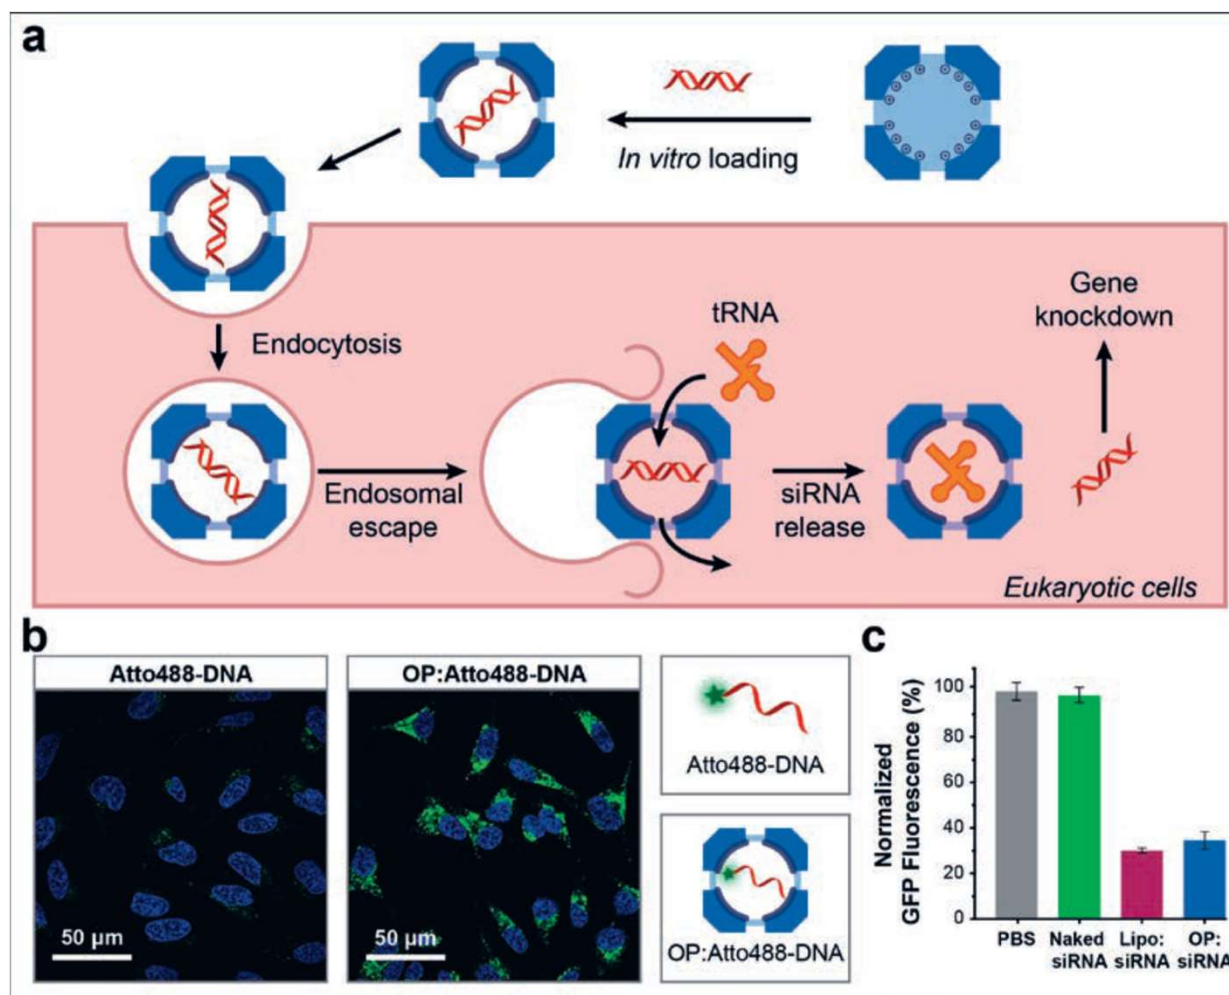 a
In vitro loading
Endocytosis
Endosomal
escape
tRNA
siRNA
release
Gene
knockdown
Eukaryotic cells
b
Atto488-DNA
50 µm
OP:Atto488-DNA
50 µm
Atto488-DNA
OP:Atto488-DNA
c
Normalized
GFP Fluorescence (%)
100
80
60
40
20
0
PBS
Naked
siRNA
Lipo:
siRNA
OP:
siRNA